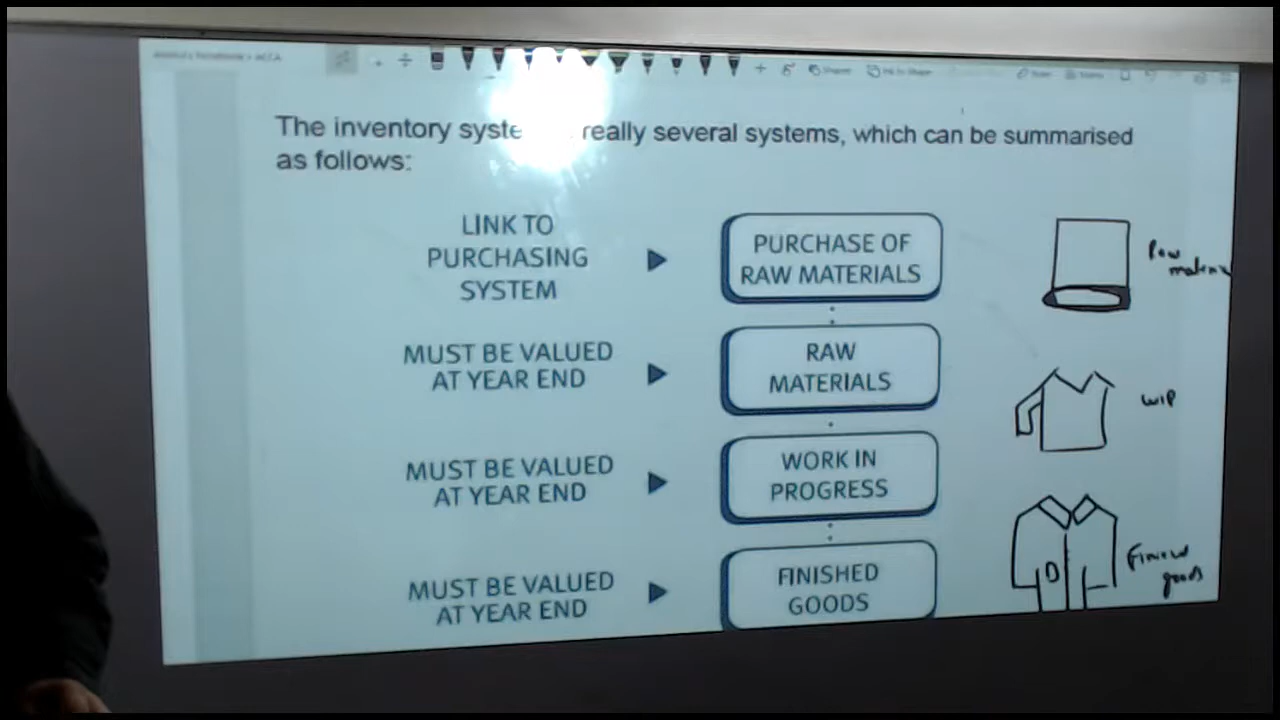 The inventory syste really several systems, which can be summarised
as follows:
LINK TO
PURCHASING
SYSTEM
PURCHASE OF
RAW MATERIALS
Raw
MUST BE VALUED
AT YEAR END
RAW
MATERIALS
WIP
MUST BE VALUED
AT YEAR END
WORK IN
PROGRESS
MUST BE VALUED
AT YEAR END
FINISHED
GOODS
D
goods